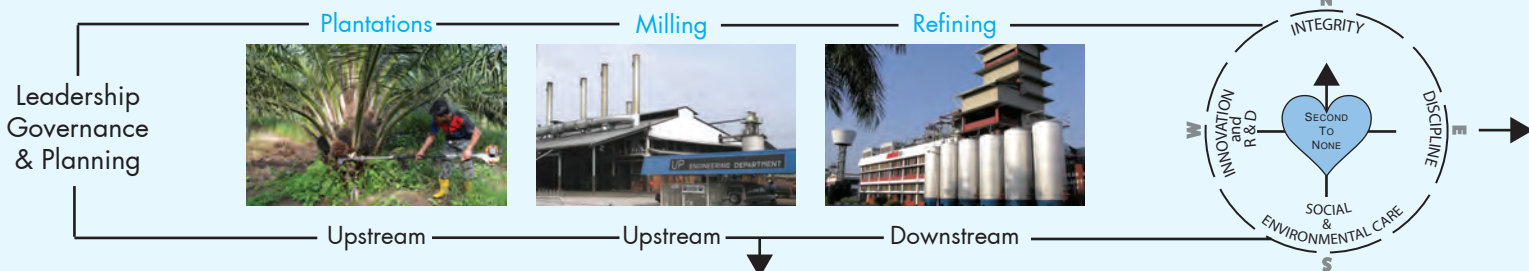 Plantations
Milling
Refining
Leadership
Governance
& Planning
UP ENGINEERING DEPARTMENT
Upstream
Upstream
Downstream
N
INTEGRITY
W
INNOVATION
and
R & D
SECOND
TO
NONE
DISCIPLINE
E
SOCIAL
&
ENVIRONMENTAL CARE
S